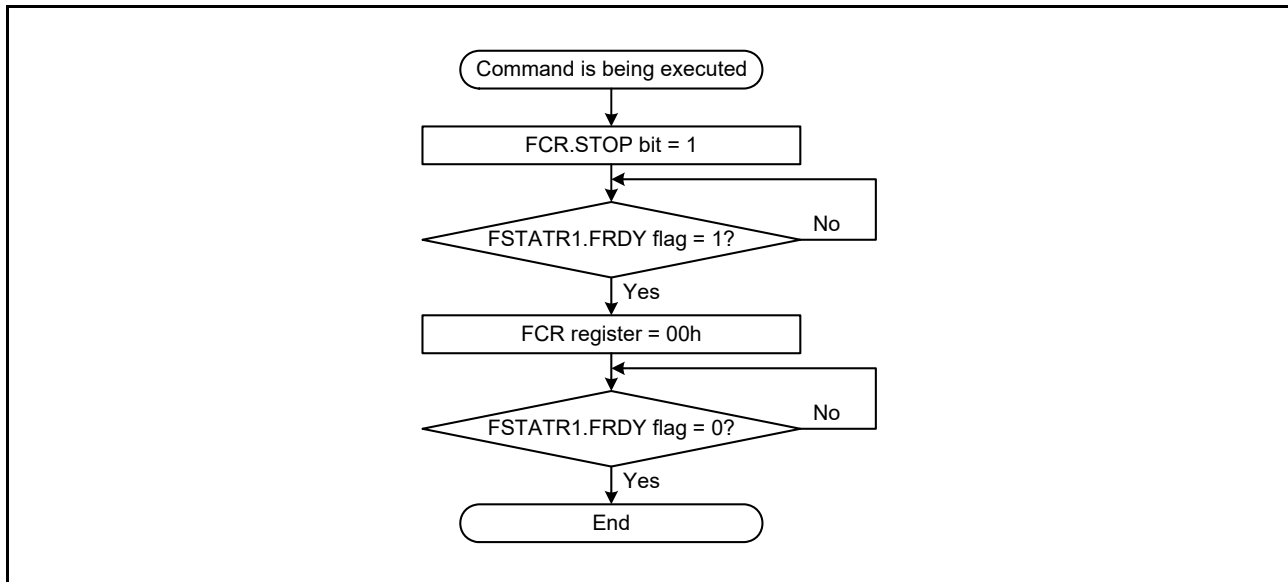 Command is being executed
FCR.STOP bit = 1
FSTATR1.FRDY flag = 1?
No
Yes
FCR register = 00h
FSTATR1.FRDY flag = 0?
No
Yes
End